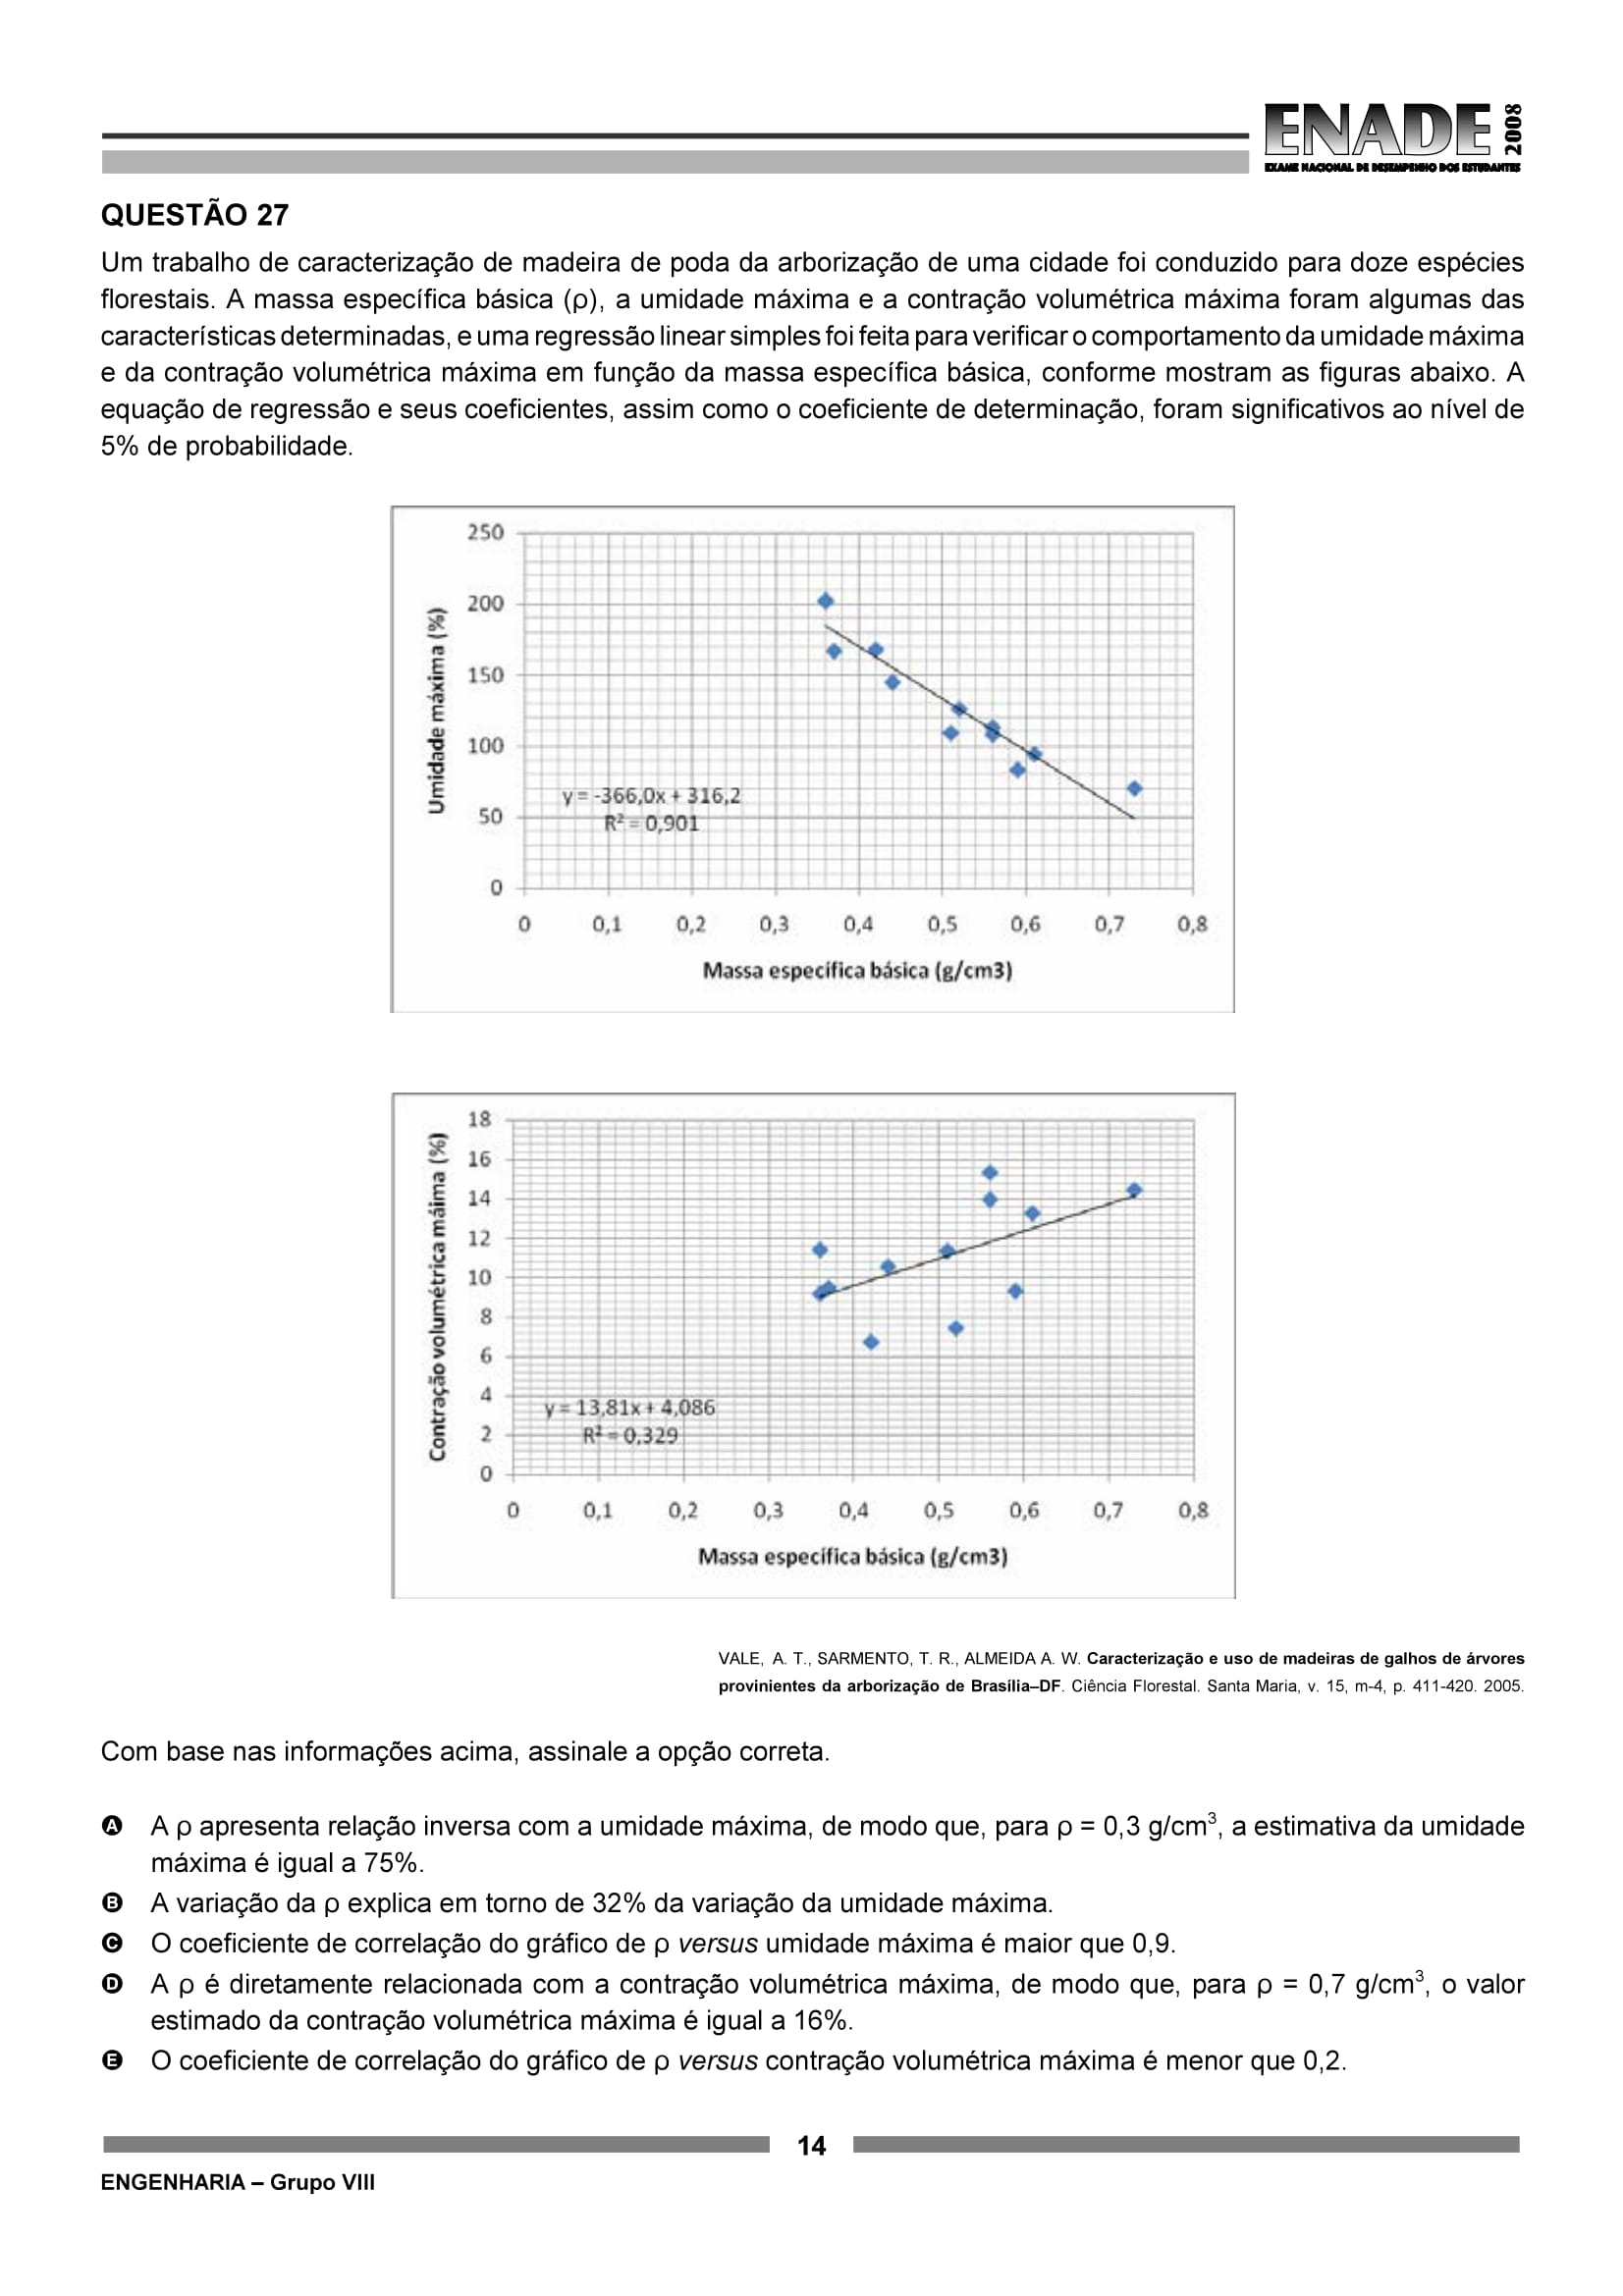 ENADE 2008
EXAME NACIONAL DE DESEMPENHO DOS ESTUDANTES
QUESTÃO 27
Um trabalho de caracterização de madeira de poda da arborização de uma cidade foi conduzido para doze espécies
florestais. A massa específica básica (ρ), a umidade máxima e a contração volumétrica máxima foram algumas das
características determinadas, e uma regressão linear simples foi feita para verificar o comportamento da umidade máxima
e da contração volumétrica máxima em função da massa específica básica, conforme mostram as figuras abaixo. A
equação de regressão e seus coeficientes, assim como o coeficiente de determinação, foram significativos ao nível de
5% de probabilidade.
Umidade máxima (%)
250
200
150
100
50
0
y = -366,0x + 316,2
R² = 0,901
0 0,1 0,2 0,3 0,4 0,5 0,6 0,7 0,8
Massa específica básica (g/cm3)
Contração volumétrica máima (%)
18
16
14
12
10
8
6
4
2
0
y = 13,81x + 4,086
R² = 0,329
0 0,1 0,2 0,3 0,4 0,5 0,6 0,7 0,8
Massa específica básica (g/cm3)
VALE, A. T., SARMENTO, T. R., ALMEIDA A. W. Caracterização e uso de madeiras de galhos de árvores
provinientes da arborização de Brasília–DF. Ciência Florestal. Santa Maria, v. 15, m-4, p. 411-420. 2005.
Com base nas informações acima, assinale a opção correta.
A A ρ apresenta relação inversa com a umidade máxima, de modo que, para ρ = 0,3 g/cm³, a estimativa da umidade
máxima é igual a 75%.
B A variação da ρ explica em torno de 32% da variação da umidade máxima.
C O coeficiente de correlação do gráfico de ρ versus umidade máxima é maior que 0,9.
D A ρ é diretamente relacionada com a contração volumétrica máxima, de modo que, para ρ = 0,7 g/cm³, o valor
estimado da contração volumétrica máxima é igual a 16%.
E O coeficiente de correlação do gráfico de ρ versus contração volumétrica máxima é menor que 0,2.
14
ENGENHARIA – Grupo VIII